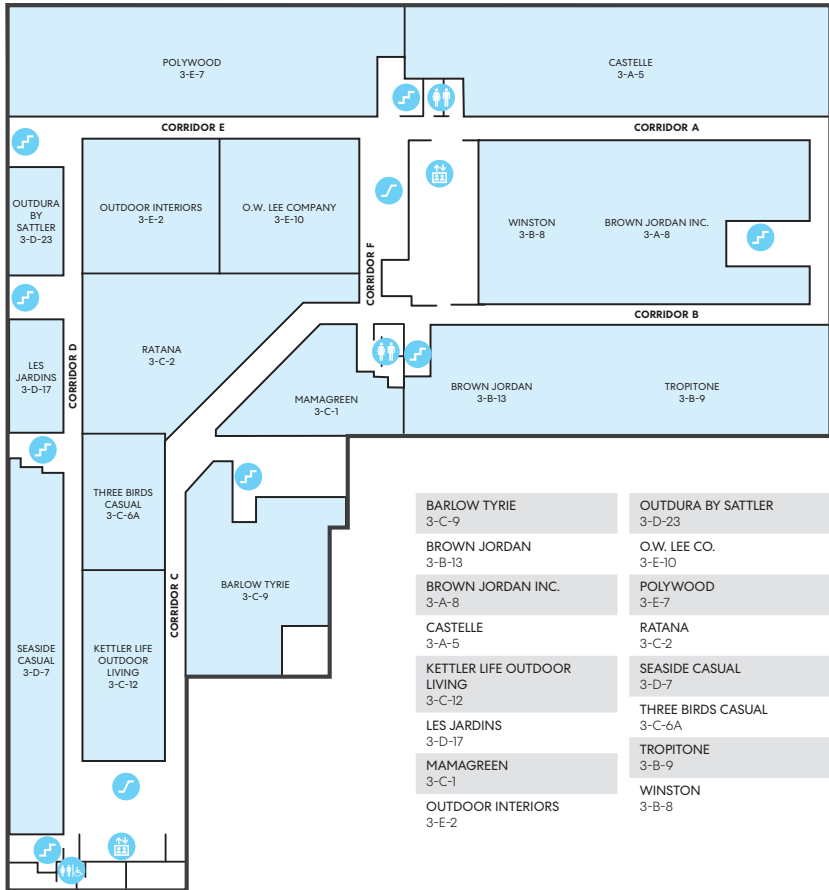 POLYWOOD
3-E-7
CASTELLE
3-A-5
CORRIDOR E
CORRIDOR A
OUTDURA
BY
SATTLER
3-D-23
OUTDOOR INTERIORS
3-E-2
O.W. LEE COMPANY
3-E-10
CORRIDOR F
WINSTON
3-B-8
BROWN JORDAN INC.
3-A-8
CORRIDOR B
LES
JARDINS
3-D-17
CORRIDOR D
RATANA
3-C-2
MAMAGREEN
3-C-1
BROWN JORDAN
3-B-13
TROPITONE
3-B-9
THREE BIRDS
CASUAL
3-C-6A
CORRIDOR C
BARLOW TYRIE
3-C-9
SEASIDE
CASUAL
3-D-7
KETTLER LIFE
OUTDOOR
LIVING
3-C-12
BARLOW TYRIE
3-C-9
BROWN JORDAN
3-B-13
BROWN JORDAN INC.
3-A-8
CASTELLE
3-A-5
KETTLER LIFE OUTDOOR
LIVING
3-C-12
LES JARDINS
3-D-17
MAMAGREEN
3-C-1
OUTDOOR INTERIORS
3-E-2
OUTDURA BY SATTLER
3-D-23
O.W. LEE CO.
3-E-10
POLYWOOD
3-E-7
RATANA
3-C-2
SEASIDE CASUAL
3-D-7
THREE BIRDS CASUAL
3-C-6A
TROPITONE
3-B-9
WINSTON
3-B-8